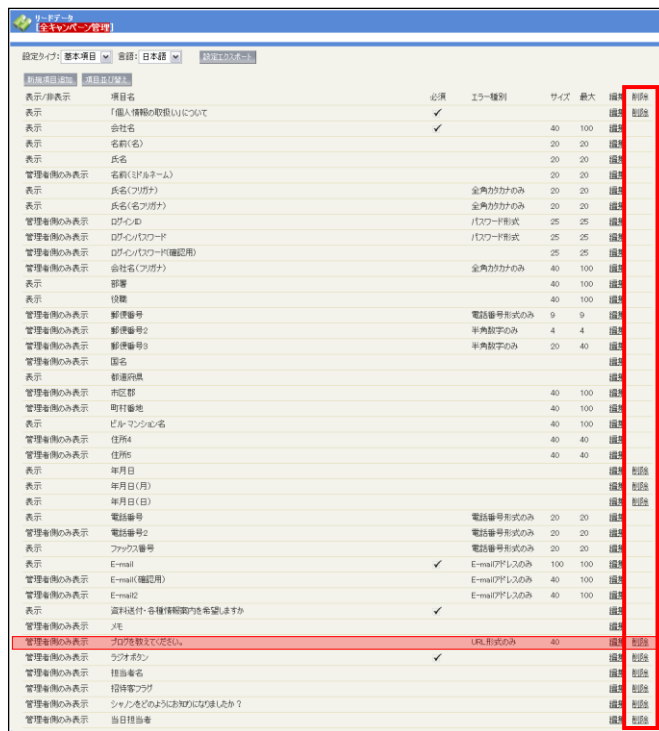 リードデータ
[全キャンペーン管理]
設定タイプ: 基本項目 言語: 日本語 設定エクスポート
新規項目追加 項目並び替え
表示/非表示 項目名 必須 エラー種別 サイズ 最大 編集 削除
表示 「個人情報の取扱い」について ✓ 編集 削除
表示 会社名 ✓ 40 100 編集
表示 名前(名) 20 20 編集
表示 氏名 20 20 編集
管理者側のみ表示 名前(ミドルネーム) 20 20 編集
表示 氏名(フリガナ) 全角カタカナのみ 20 20 編集
表示 氏名(名フリガナ) 全角カタカナのみ 20 20 編集
管理者側のみ表示 ログインID パスワード形式 25 25 編集
管理者側のみ表示 ログインパスワード パスワード形式 25 25 編集
管理者側のみ表示 ログインパスワード(確認用) 25 25 編集
管理者側のみ表示 会社名(フリガナ) 全角カタカナのみ 40 100 編集
表示 部署 40 100 編集
表示 役職 40 100 編集
管理者側のみ表示 郵便番号 電話番号形式のみ 9 9 編集
管理者側のみ表示 郵便番号2 半角数字のみ 4 4 編集
管理者側のみ表示 郵便番号3 半角数字のみ 20 40 編集
管理者側のみ表示 国名 編集
表示 都道府県 編集
管理者側のみ表示 市区郡 40 100 編集
管理者側のみ表示 町村番地 40 100 編集
表示 ビル・マンション名 40 100 編集
管理者側のみ表示 住所4 40 40 編集
管理者側のみ表示 住所5 40 40 編集
表示 年月日 編集 削除
表示 年月日(月) 編集 削除
表示 年月日(日) 編集 削除
表示 電話番号 電話番号形式のみ 20 20 編集
管理者側のみ表示 電話番号2 電話番号形式のみ 20 20 編集
表示 ファックス番号 電話番号形式のみ 20 20 編集
表示 E-mail ✓ E-mailアドレスのみ 100 100 編集
管理者側のみ表示 E-mail(確認用) E-mailアドレスのみ 40 100 編集
管理者側のみ表示 E-mail2 E-mailアドレスのみ 40 100 編集
表示 資料送付・各種情報案内を希望しますか ✓ 編集
管理者側のみ表示 メモ 編集
管理者側のみ表示 ブログを教えてください。 URL形式のみ 40 編集 削除
管理者側のみ表示 ラジオボタン ✓ 編集 削除
管理者側のみ表示 担当者名 編集 削除
管理者側のみ表示 招待客フラグ 編集 削除
管理者側のみ表示 シャノンをどのようにお知りになりましたか？ 編集 削除
管理者側のみ表示 当日担当者 編集 削除